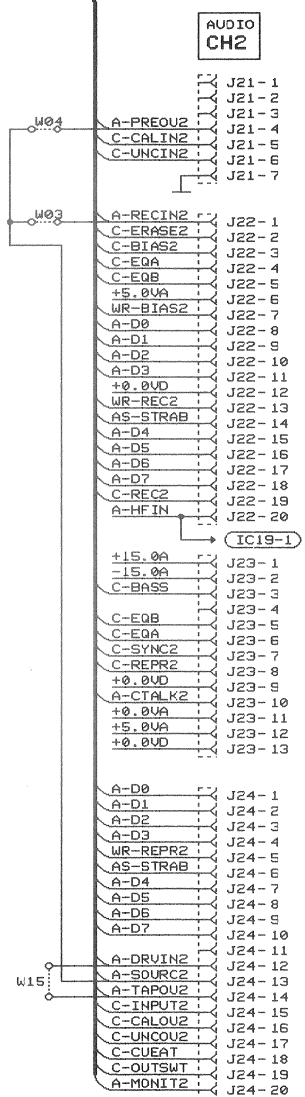 AUDIO
CH2
J21-1
J21-2
J21-3
W04 A-PREOU2 J21-4
C-CALIN2 J21-5
C-UNCIN2 J21-6
J21-7
W03 A-RECIN2 J22-1
C-ERASE2 J22-2
C-BIAS2 J22-3
C-EQA J22-4
C-EQB J22-5
+5.0VA J22-6
WR-BIAS2 J22-7
A-D0 J22-8
A-D1 J22-9
A-D2 J22-10
A-D3 J22-11
+0.0VD J22-12
WR-REC2 J22-13
AS-STRAB J22-14
A-D4 J22-15
A-D5 J22-16
A-D6 J22-17
A-D7 J22-18
C-REC2 J22-19
A-HFIN J22-20
IC19-1
+15.0A J23-1
-15.0A J23-2
C-BASS J23-3
J23-4
C-EQB J23-5
C-EQA J23-6
C-SYNC2 J23-7
C-REPR2 J23-8
+0.0VD J23-9
A-CTALK2 J23-10
+0.0VA J23-11
+5.0VA J23-12
+0.0VD J23-13
A-D0 J24-1
A-D1 J24-2
A-D2 J24-3
A-D3 J24-4
WR-REPR2 J24-5
AS-STRAB J24-6
A-D4 J24-7
A-D5 J24-8
A-D6 J24-9
A-D7 J24-10
J24-11
A-DRVIN2 J24-12
W15 A-SOURC2 J24-13
A-TAPOU2 J24-14
C-INPUT2 J24-15
C-CALOU2 J24-16
C-UNCOU2 J24-17
C-CUEAT J24-18
C-OUTSWT J24-19
A-MONIT2 J24-20